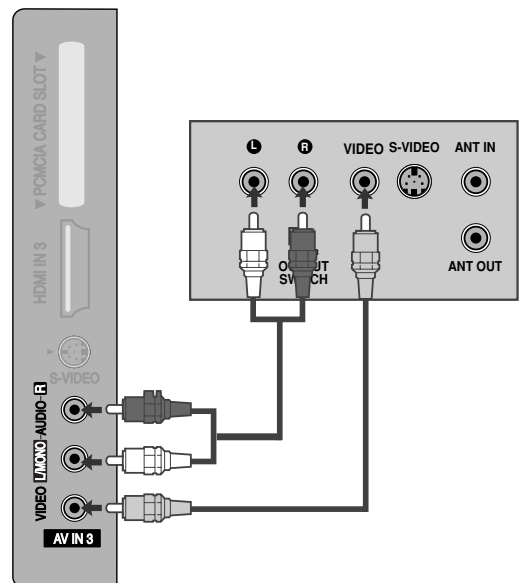 ▼ PCMCIA CARD SLOT ▼
HDMI IN 3
S-VIDEO
VIDEO L/MONO-AUDIO-R
AV IN 3
L R VIDEO S-VIDEO ANT IN
ANT OUT
SWITCH